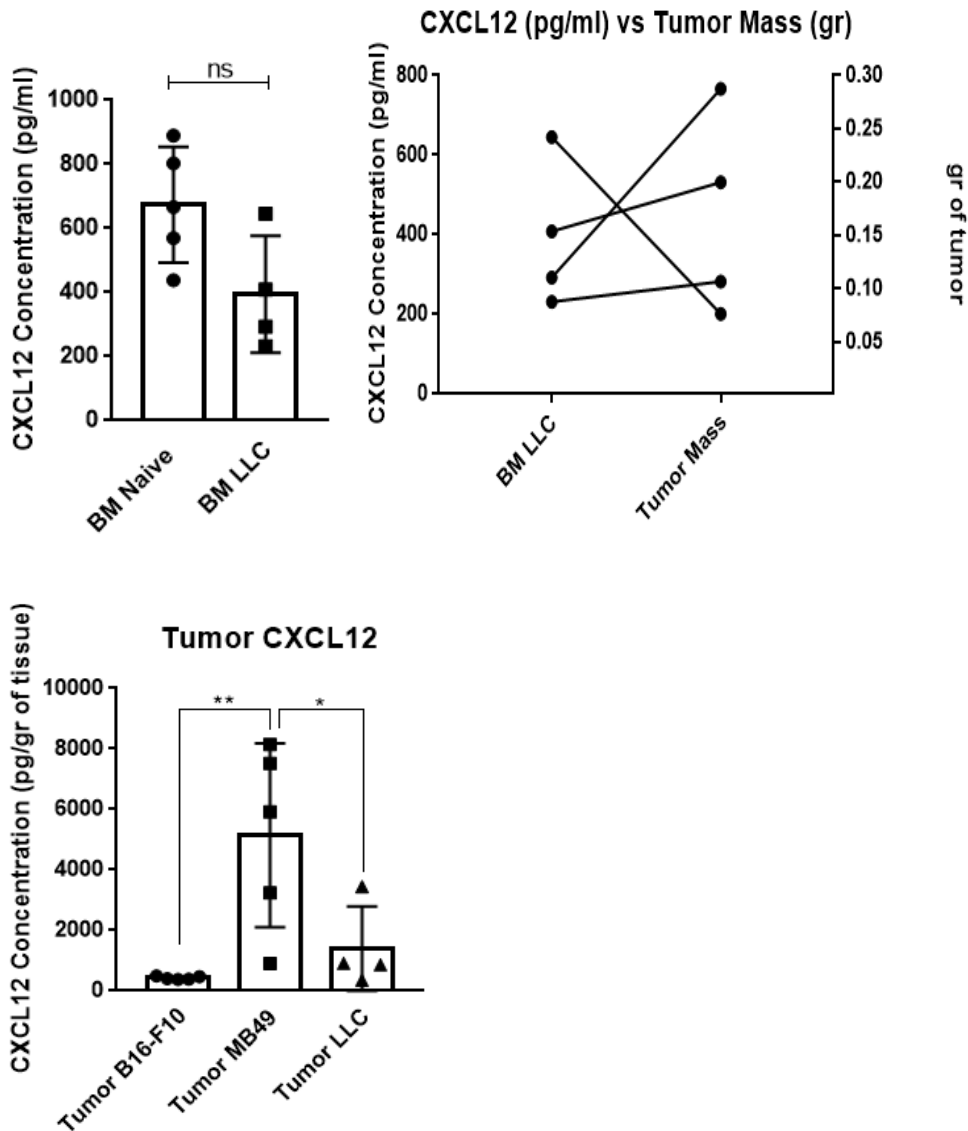 CXCL12 (pg/ml) vs Tumor Mass (gr)
CXCL12 Concentration (pg/ml)
ns
1000
800
600
400
200
0
BM Naive
BM LLC
CXCL12 Concentration (pg/ml)
800
600
400
200
0
0.30
0.25
0.20
0.15
0.10
0.05
gr of tumor
BM LLC
Tumor Mass
Tumor CXCL12
CXCL12 Concentration (pg/gr of tissue)
10000
8000
6000
4000
2000
0
**
*
Tumor B16-F10
Tumor MB49
Tumor LLC